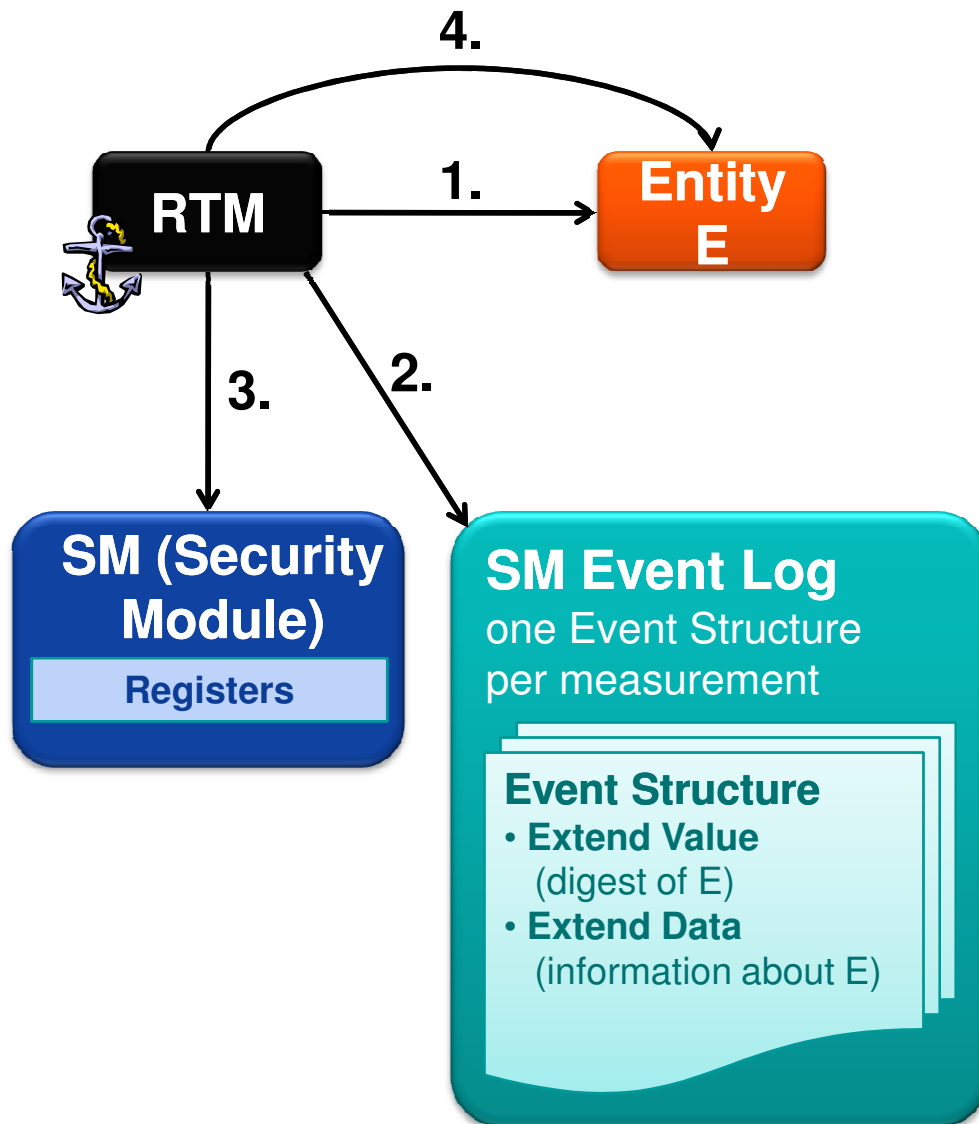 4.
RTM
1.
Entity
E
3.
2.
SM (Security
Module)
Registers
SM Event Log
one Event Structure
per measurement
Event Structure
• Extend Value
(digest of E)
• Extend Data
(information about E)